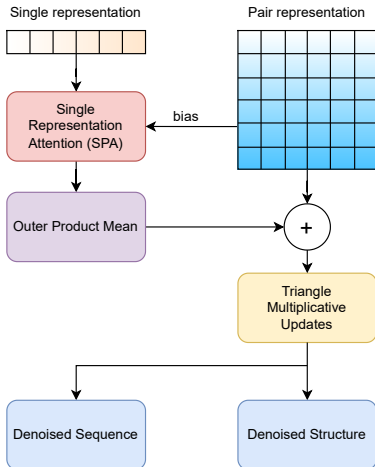 Single representation
Pair representation
Single
Representation
Attention (SPA)
bias
Outer Product Mean
+
Triangle
Multiplicative
Updates
Denoised Sequence
Denoised Structure